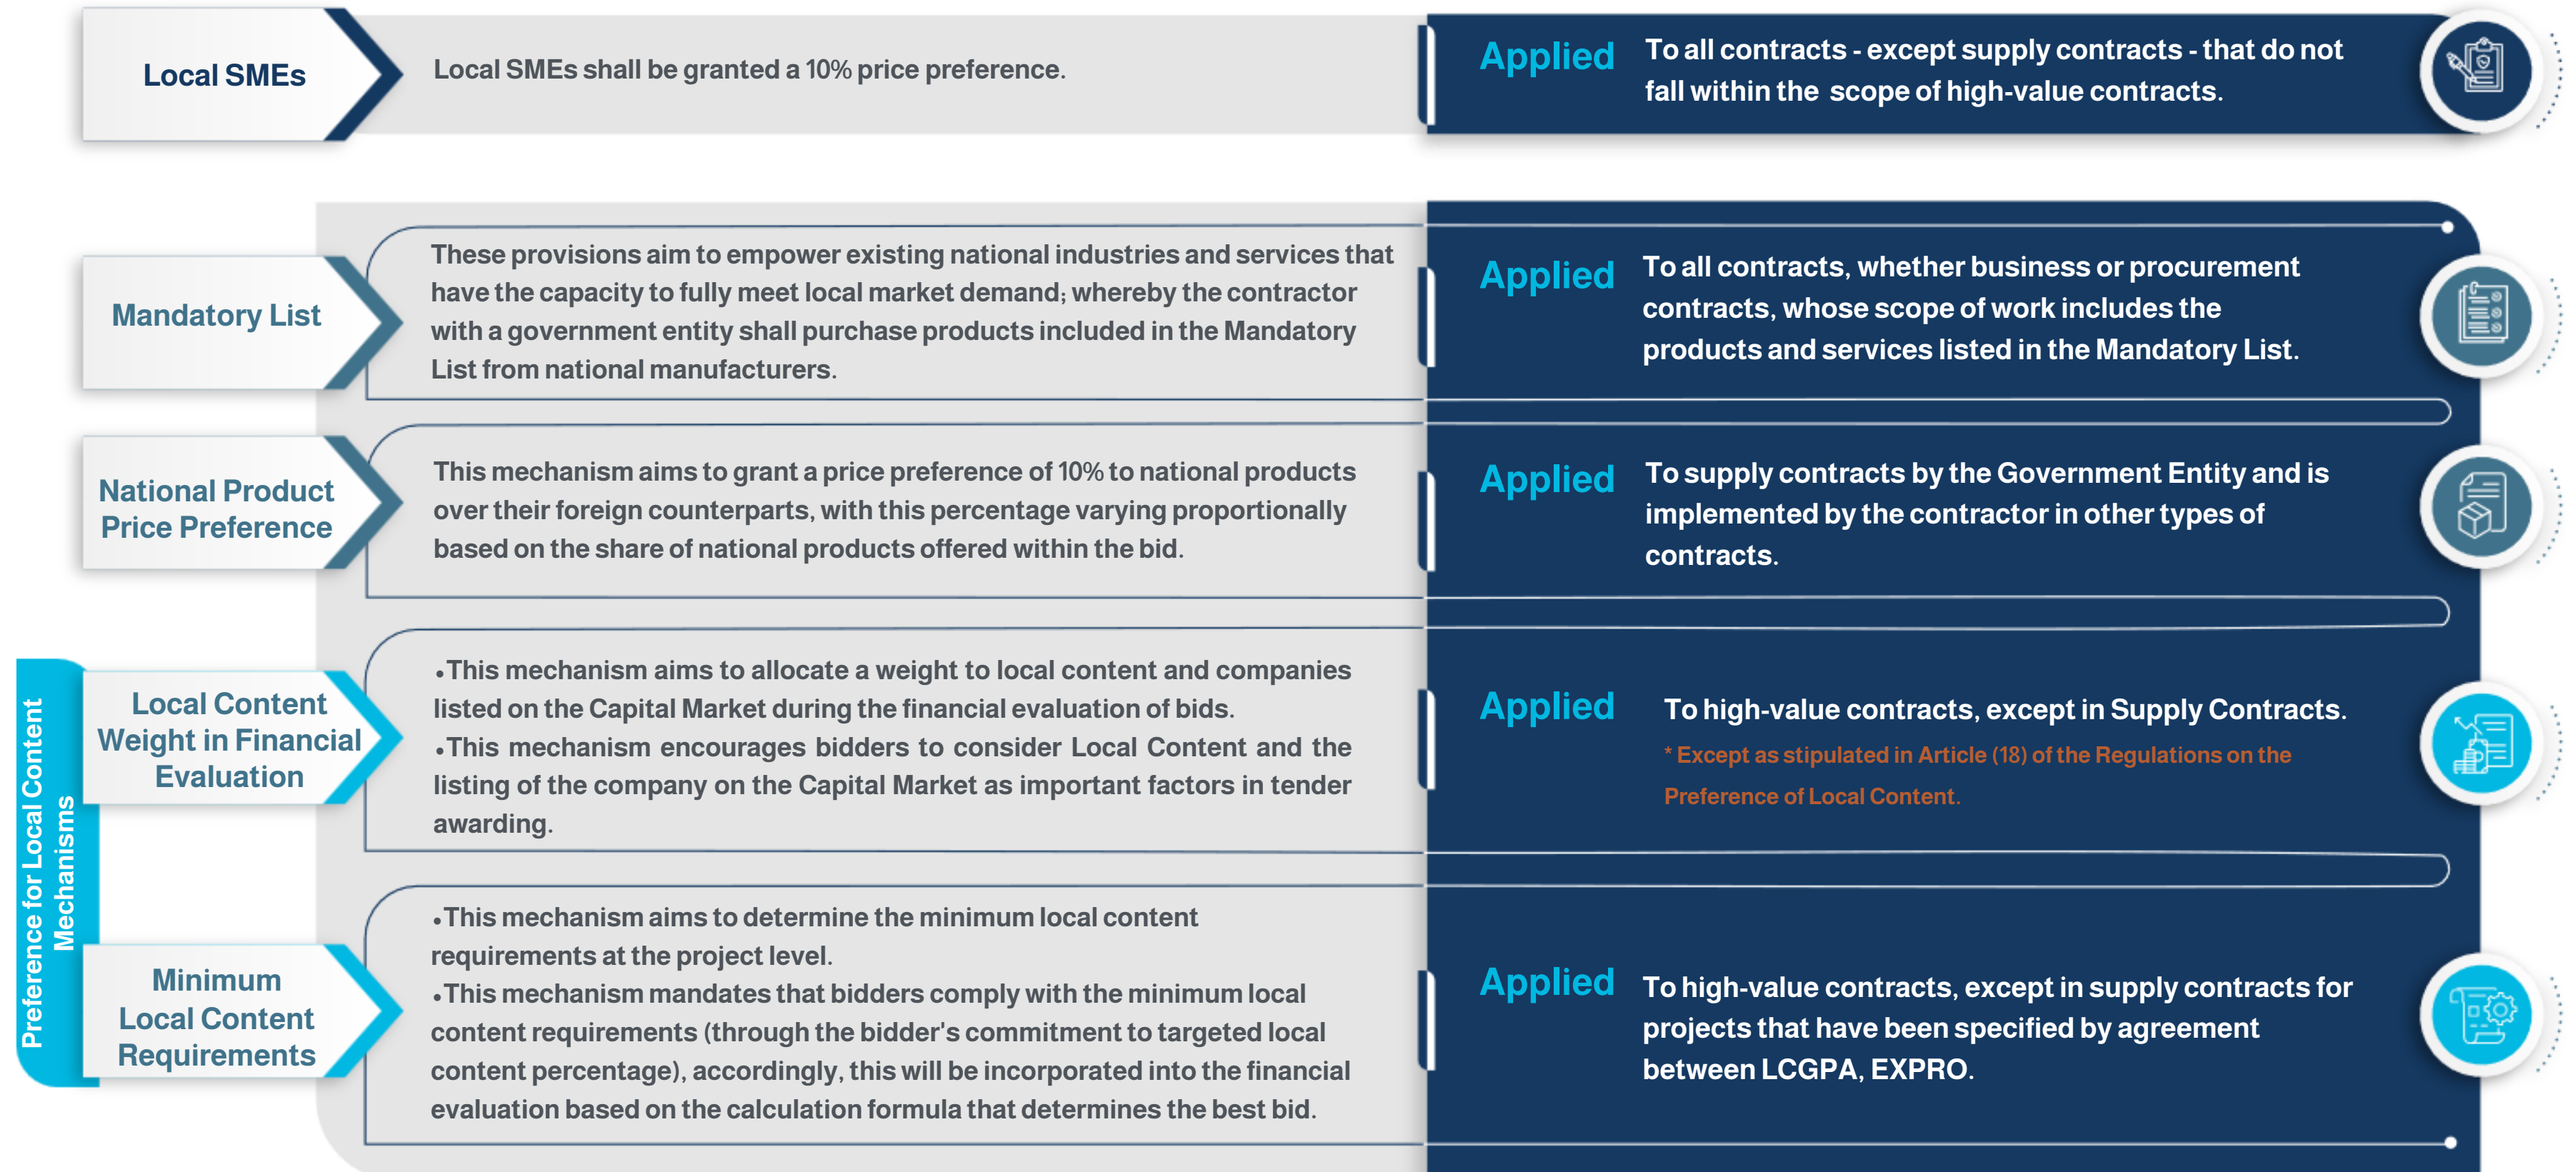 Local SMEs
Local SMEs shall be granted a 10% price preference.
Applied
To all contracts - except supply contracts - that do not
fall within the scope of high-value contracts.
Mandatory List
These provisions aim to empower existing national industries and services that
have the capacity to fully meet local market demand; whereby the contractor
with a government entity shall purchase products included in the Mandatory
List from national manufacturers.
Applied
To all contracts, whether business or procurement
contracts, whose scope of work includes the
products and services listed in the Mandatory List.
National Product
Price Preference
This mechanism aims to grant a price preference of 10% to national products
over their foreign counterparts, with this percentage varying proportionally
based on the share of national products offered within the bid.
Applied
To supply contracts by the Government Entity and is
implemented by the contractor in other types of
contracts.
Preference for Local Content
Mechanisms
Local Content
Weight in Financial
Evaluation
•This mechanism aims to allocate a weight to local content and companies
listed on the Capital Market during the financial evaluation of bids.
•This mechanism encourages bidders to consider Local Content and the
listing of the company on the Capital Market as important factors in tender
awarding.
Applied
To high-value contracts, except in Supply Contracts.
* Except as stipulated in Article (18) of the Regulations on the
Preference of Local Content.
Minimum
Local Content
Requirements
•This mechanism aims to determine the minimum local content
requirements at the project level.
•This mechanism mandates that bidders comply with the minimum local
content requirements (through the bidder's commitment to targeted local
content percentage), accordingly, this will be incorporated into the financial
evaluation based on the calculation formula that determines the best bid.
Applied
To high-value contracts, except in supply contracts for
projects that have been specified by agreement
between LCGPA, EXPRO.